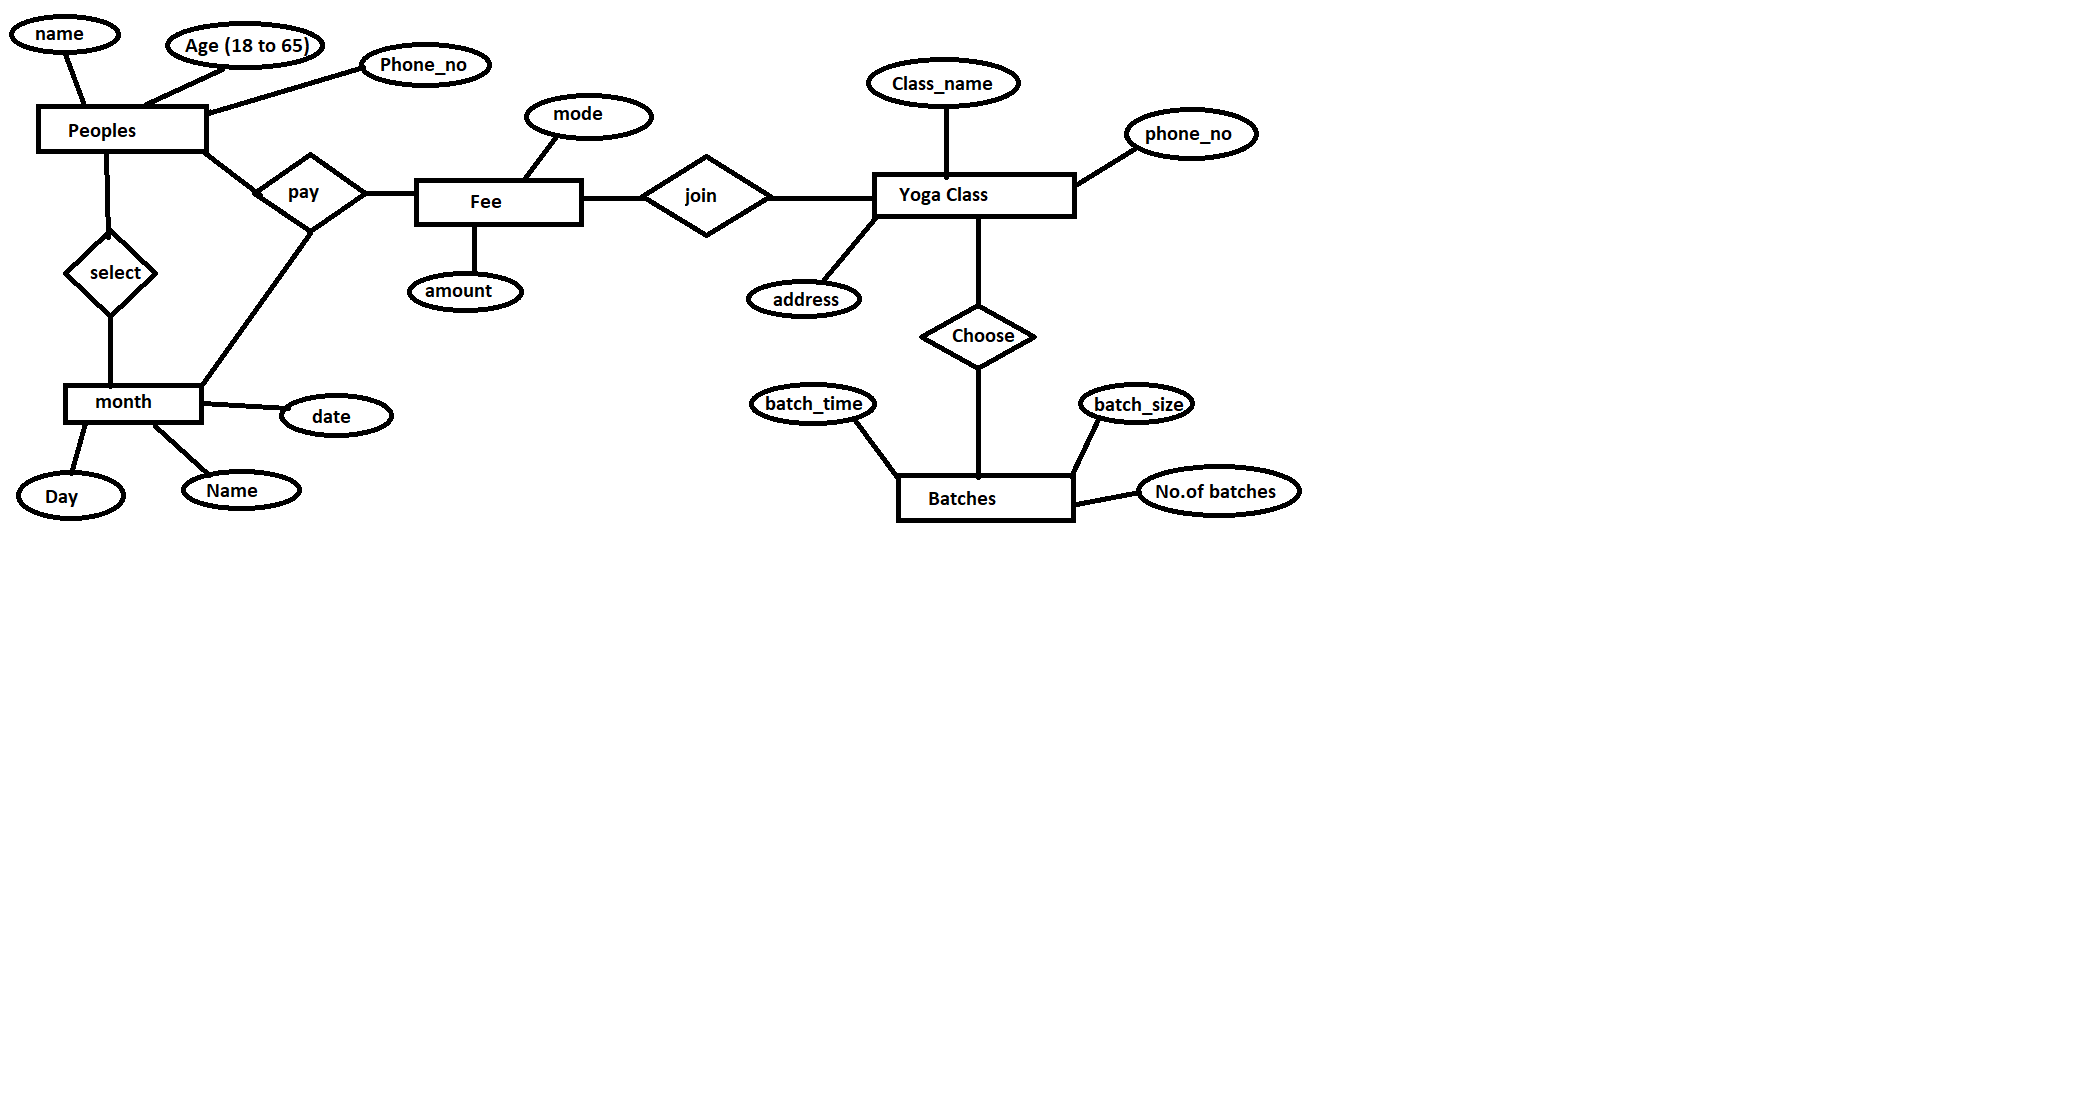 name
Age (18 to 65)
Phone_no
Peoples
mode
Class_name
phone_no
pay
Fee
join
Yoga Class
select
amount
address
Choose
month
date
batch_time
batch_size
Day
Name
Batches
No.of batches